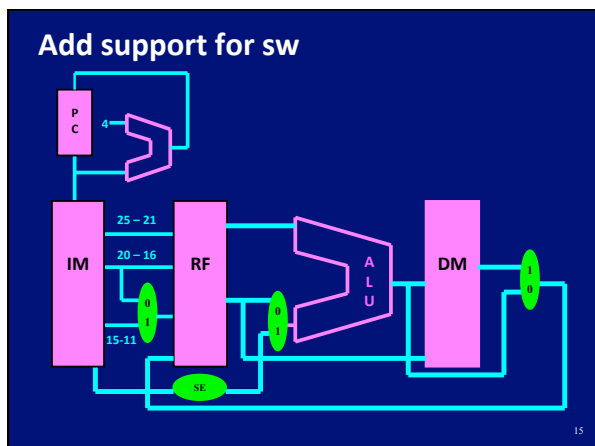 Add support for sw
P
C
4
25 – 21
20 – 16
15-11
IM
RF
0
1
SE
0
1
A
L
U
DM
1
0
15